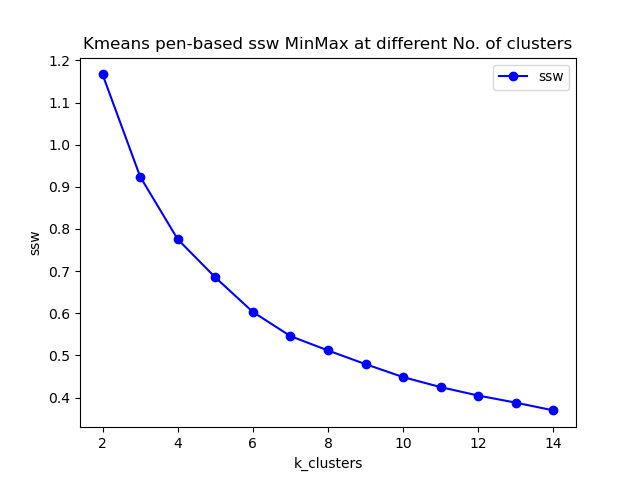 Kmeans pen-based ssw MinMax at different No. of clusters
ssw
1.2
1.1
1.0
0.9
0.8
0.7
0.6
0.5
0.4
ssw
2 4 6 8 10 12 14
k_clusters